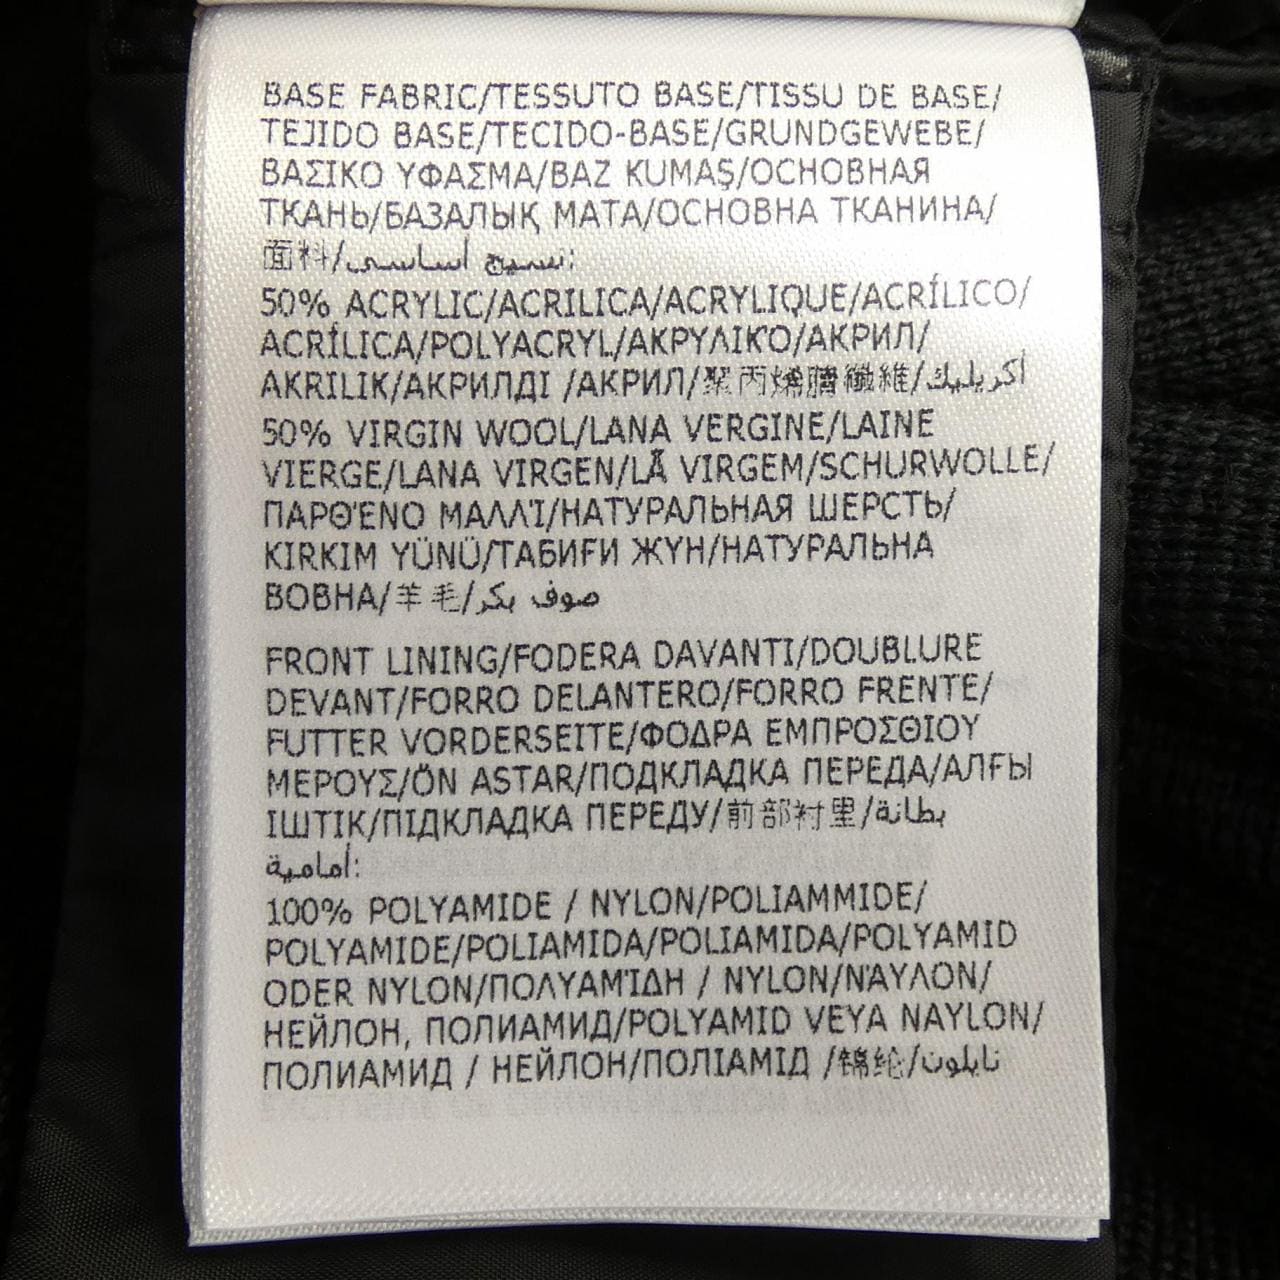 BASE FABRIC/TESSUTO BASE/TISSU DE BASE/
TEJIDO BASE/TECIDO-BASE/GRUNDGEWEBE/
ΒΑΣΙΚΟ ΥΦΑΣΜΑ/BAZ KUMAŞ/ОСНОВНАЯ
ТКАНЬ/БАЗАЛЫҚ МАТА/ОСНОВНА ТКАНИНА/
面料/نسيج أساسي:
50% ACRYLIC/ACRILICA/ACRYLIQUE/ACRÍLICO/
ACRÍLICA/POLYACRYL/ΑΚΡΥΛΙΚΌ/АКРИЛ/
AKRILIK/АКРИЛДІ /АКРИЛ/聚丙烯腈纖維/أكريليك
50% VIRGIN WOOL/LANA VERGINE/LAINE
VIERGE/LANA VIRGEN/LÃ VIRGEM/SCHURWOLLE/
ΠΑΡΘΈΝΟ ΜΑΛΛΊ/НАТУРАЛЬНАЯ ШЕРСТЬ/
KIRKIM YÜNÜ/ТАБИҒИ ЖҮН/НАТУРАЛЬНА
ВОВНА/羊毛/صوف بكر
FRONT LINING/FODERA DAVANTI/DOUBLURE
DEVANT/FORRO DELANTERO/FORRO FRENTE/
FUTTER VORDERSEITE/ΦΟΔΡΑ ΕΜΠΡΟΣΘΙΟΥ
ΜΕΡΟΥΣ/ÖN ASTAR/ПОДКЛАДКА ПЕРЕДА/АЛҒЫ
ІШТІК/ПІДКЛАДКА ПЕРЕДУ/前部衬里/بطانة
أمامية:
100% POLYAMIDE / NYLON/POLIAMMIDE/
POLYAMIDE/POLIAMIDA/POLIAMIDA/POLYAMID
ODER NYLON/ΠΟΛΥΑΜΊΔΗ / NYLON/ΝΆΥΛΟΝ/
НЕЙЛОН, ПОЛИАМИД/POLYAMID VEYA NAYLON/
ПОЛИАМИД / НЕЙЛОН/ПОЛІАМІД /锦纶/نايلون